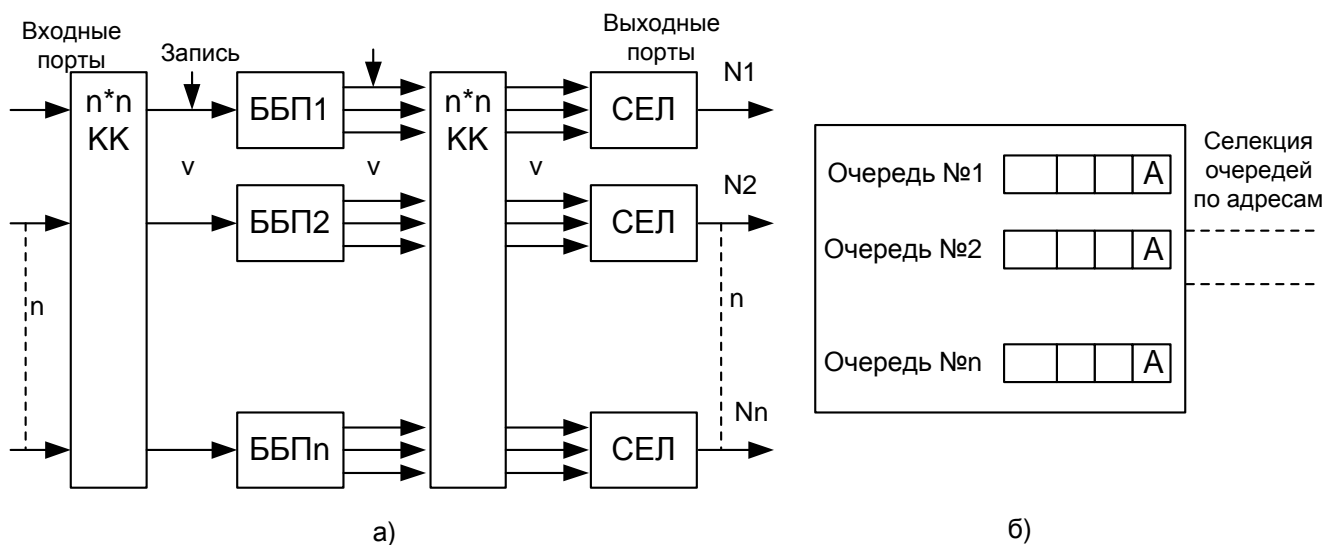 Входные
порты
Запись
Выходные
порты
n*n
КК
ББП1
n*n
КК
СЕЛ
N1
v
v
v
ББП2
СЕЛ
N2
n
n
ББПn
СЕЛ
Nn
а)
Очередь №1
А
Очередь №2
А
Очередь №n
А
Селекция
очередей
по адресам
б)